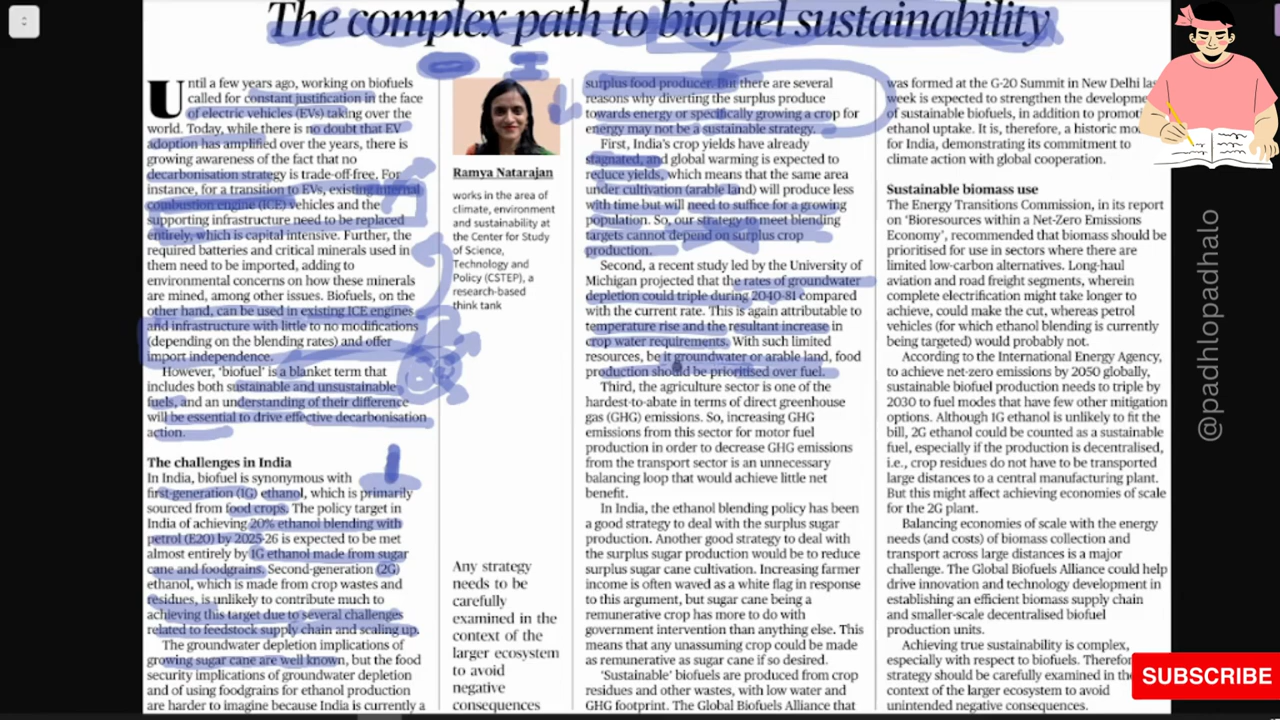 The complex path to biofuel sustainability
Until a few years ago, working on biofuels
called for constant justification in the face
of electric vehicles (EVs) taking over the
world. Today, while there is no doubt that EV
adoption has amplified over the years, there is
growing awareness of the fact that no
decarbonisation strategy is trade-off-free. For
instance, for a transition to EVs, existing internal
combustion engine (ICE) vehicles and the
supporting infrastructure need to be replaced
entirely, which is capital intensive. Further, the
required batteries and critical minerals used in
them need to be imported, adding to
environmental concerns on how these minerals
are mined, among other issues. Biofuels, on the
other hand, can be used in existing ICE engines
and infrastructure with little to no modifications
(depending on the blending rates) and offer
import independence.
However, ‘biofuel’ is a blanket term that
includes both sustainable and unsustainable
fuels, and an understanding of their difference
will be essential to drive effective decarbonisation
action.
The challenges in India
In India, biofuel is synonymous with
first-generation (1G) ethanol, which is primarily
sourced from food crops. The policy target in
India of achieving 20% ethanol blending with
petrol (E20) by 2025-26 is expected to be met
almost entirely by 1G ethanol made from sugar
cane and foodgrains. Second-generation (2G)
ethanol, which is made from crop wastes and
residues, is unlikely to contribute much to
achieving this target due to several challenges
related to feedstock supply chain and scaling up.
The groundwater depletion implications of
growing sugar cane are well known, but the food
security implications of groundwater depletion
and of using foodgrains for ethanol production
are harder to imagine because India is currently a
Ramya Natarajan
works in the area of
climate, environment
and sustainability at
the Center for Study
of Science,
Technology and
Policy (CSTEP), a
research-based
think tank
Any strategy
needs to be
carefully
examined in the
context of the
larger ecosystem
to avoid
negative
consequences
surplus food producer. But there are several
reasons why diverting the surplus produce
towards energy or specifically growing a crop for
energy may not be a sustainable strategy.
First, India’s crop yields have already
stagnated, and global warming is expected to
reduce yields, which means that the same area
under cultivation (arable land) will produce less
with time but will need to suffice for a growing
population. So, our strategy to meet blending
targets cannot depend on surplus crop
production.
Second, a recent study led by the University of
Michigan projected that the rates of groundwater
depletion could triple during 2040-81 compared
with the current rate. This is again attributable to
temperature rise and the resultant increase in
crop water requirements. With such limited
resources, be it groundwater or arable land, food
production should be prioritised over fuel.
Third, the agriculture sector is one of the
hardest-to-abate in terms of direct greenhouse
gas (GHG) emissions. So, increasing GHG
emissions from this sector for motor fuel
production in order to decrease GHG emissions
from the transport sector is an unnecessary
balancing loop that would achieve little net
benefit.
In India, the ethanol blending policy has been
a good strategy to deal with the surplus sugar
production. Another good strategy to deal with
the surplus sugar production would be to reduce
surplus sugar cane cultivation. Increasing farmer
income is often waved as a white flag in response
to this argument, but sugar cane being a
remunerative crop has more to do with
government intervention than anything else. This
means that any unassuming crop could be made
as remunerative as sugar cane if so desired.
‘Sustainable’ biofuels are produced from crop
residues and other wastes, with low water and
GHG footprint. The Global Biofuels Alliance that
was formed at the G-20 Summit in New Delhi las
week is expected to strengthen the developme
of sustainable biofuels, in addition to promoti
ethanol uptake. It is, therefore, a historic mo
for India, demonstrating its commitment to
climate action with global cooperation.
Sustainable biomass use
The Energy Transitions Commission, in its report
on ‘Bioresources within a Net-Zero Emissions
Economy’, recommended that biomass should be
prioritised for use in sectors where there are
limited low-carbon alternatives. Long-haul
aviation and road freight segments, wherein
complete electrification might take longer to
achieve, could make the cut, whereas petrol
vehicles (for which ethanol blending is currently
being targeted) would probably not.
According to the International Energy Agency,
to achieve net-zero emissions by 2050 globally,
sustainable biofuel production needs to triple by
2030 to fuel modes that have few other mitigation
options. Although 1G ethanol is unlikely to fit the
bill, 2G ethanol could be counted as a sustainable
fuel, especially if the production is decentralised,
i.e., crop residues do not have to be transported
large distances to a central manufacturing plant.
But this might affect achieving economies of scale
for the 2G plant.
Balancing economies of scale with the energy
needs (and costs) of biomass collection and
transport across large distances is a major
challenge. The Global Biofuels Alliance could help
drive innovation and technology development in
establishing an efficient biomass supply chain
and smaller-scale decentralised biofuel
production units.
Achieving true sustainability is complex,
especially with respect to biofuels. Therefor
strategy should be carefully examined in the
context of the larger ecosystem to avoid
unintended negative consequences.
@padhlopadhalo
SUBSCRIBE